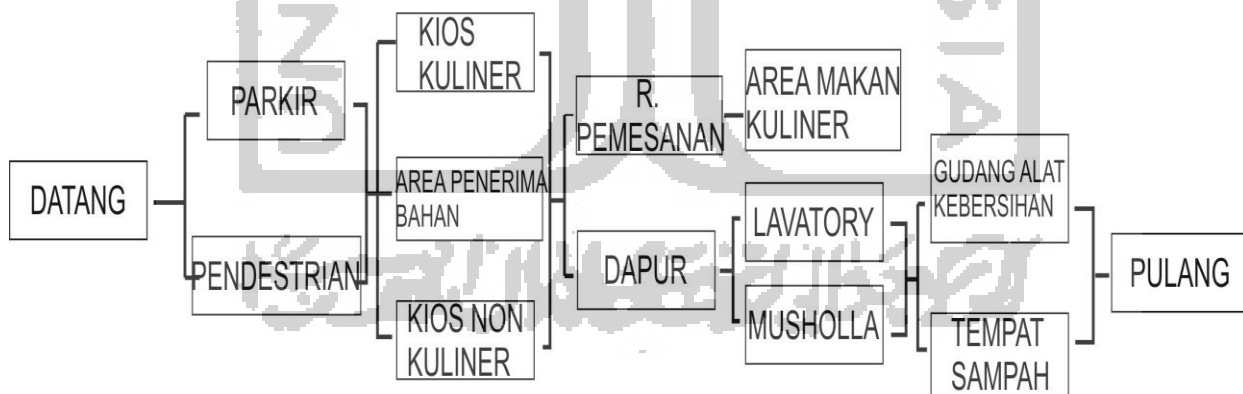 DATANG
PARKIR
PENDESTRIAN
KIOS
KULINER
AREA PENERIMA
BAHAN
KIOS NON
KULINER
R.
PEMESANAN
DAPUR
AREA MAKAN
KULINER
LAVATORY
MUSHOLLA
GUDANG ALAT
KEBERSIHAN
TEMPAT
SAMPAH
PULANG